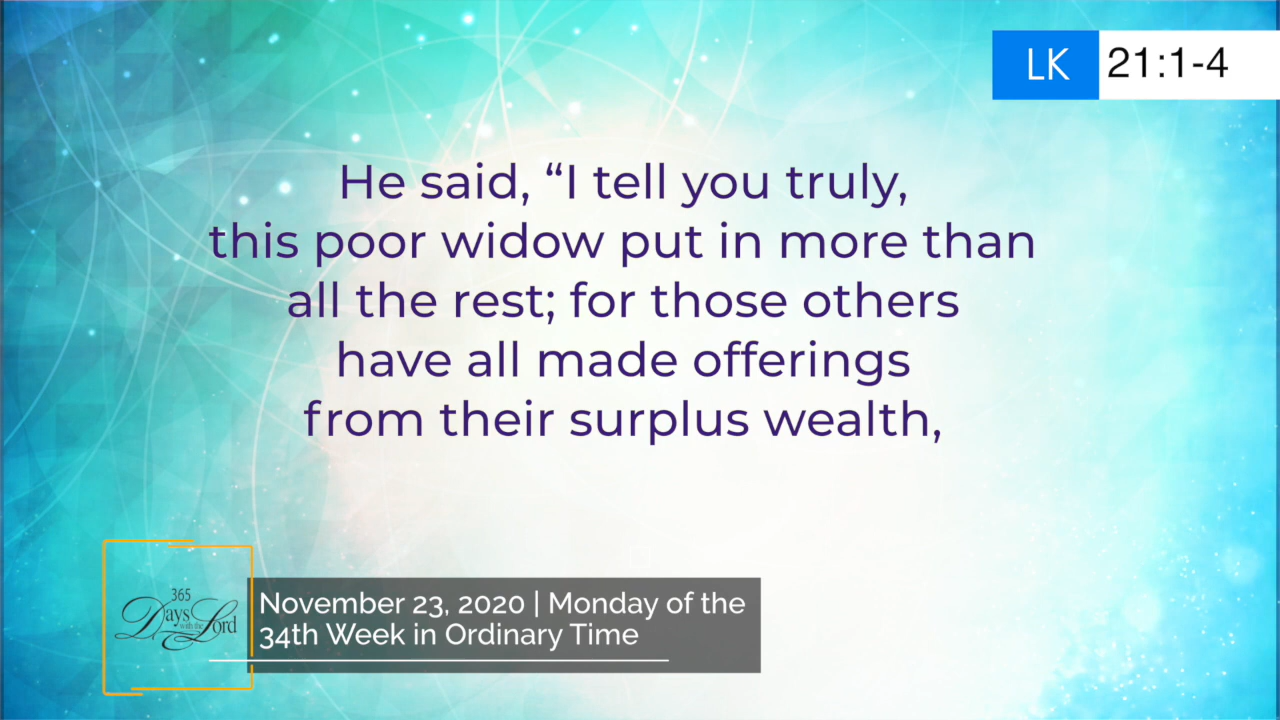 LK 21:1-4
He said, “I tell you truly,
this poor widow put in more than
all the rest; for those others
have all made offerings
from their surplus wealth,
365
Days with the Lord
November 23, 2020 | Monday of the
34th Week in Ordinary Time